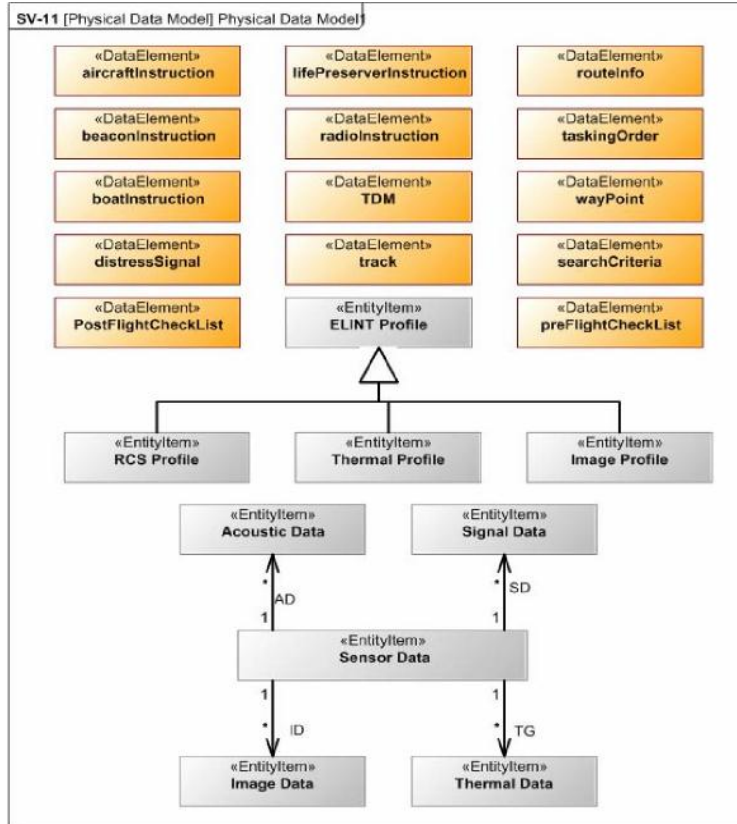 SV-11 [Physical Data Model] Physical Data Model1
«DataElement»
aircraftInstruction
«DataElement»
lifePreserverInstruction
«DataElement»
routeInfo
«DataElement»
beaconInstruction
«DataElement»
radioInstruction
«DataElement»
taskingOrder
«DataElement»
boatInstruction
«DataElement»
TDM
«DataElement»
wayPoint
«DataElement»
distressSignal
«DataElement»
track
«DataElement»
searchCriteria
«DataElement»
PostFlightCheckList
«EntityItem»
ELINT Profile
«DataElement»
preFlightCheckList
«EntityItem»
RCS Profile
«EntityItem»
Thermal Profile
«EntityItem»
Image Profile
«EntityItem»
Acoustic Data
«EntityItem»
Signal Data
*
AD
1
*
SD
1
«EntityItem»
Sensor Data
1
*
ID
1
*
TG
«EntityItem»
Image Data
«EntityItem»
Thermal Data